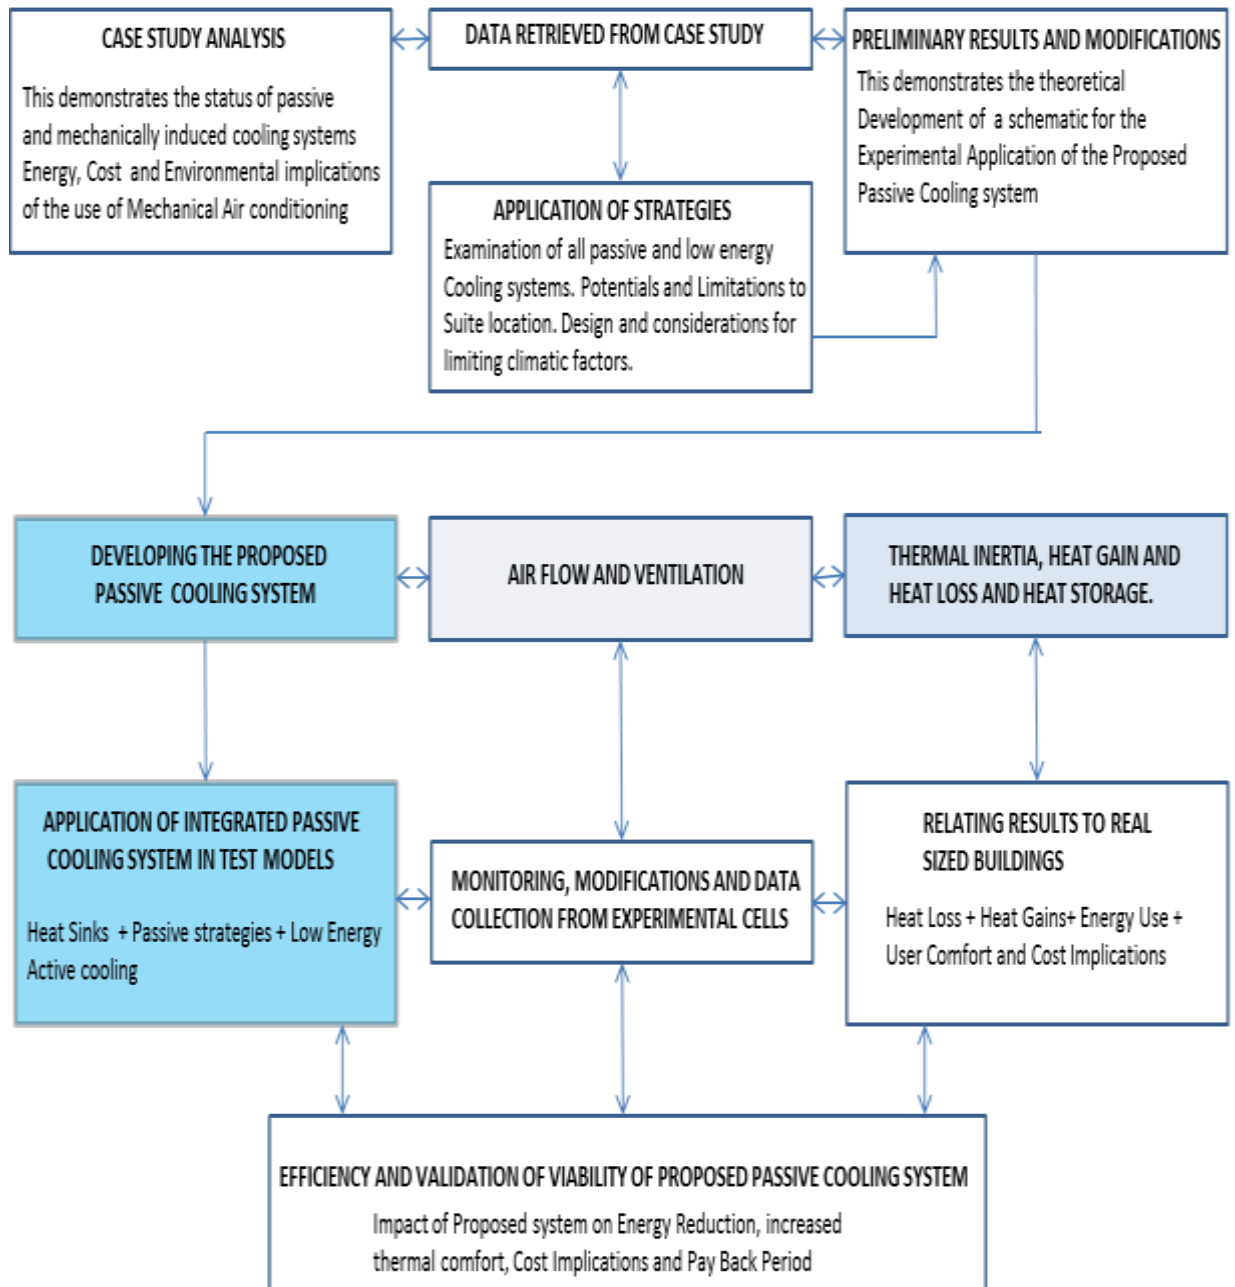 CASE STUDY ANALYSIS
This demonstrates the status of passive
and mechanically induced cooling systems
Energy, Cost and Environmental implications
of the use of Mechanical Air conditioning
DATA RETRIEVED FROM CASE STUDY
PRELIMINARY RESULTS AND MODIFICATIONS
This demonstrates the theoretical
Development of a schematic for the
Experimental Application of the Proposed
Passive Cooling system
APPLICATION OF STRATEGIES
Examination of all passive and low energy
Cooling systems. Potentials and Limitations to
Suite location. Design and considerations for
limiting climatic factors.
DEVELOPING THE PROPOSED
PASSIVE COOLING SYSTEM
AIR FLOW AND VENTILATION
THERMAL INERTIA, HEAT GAIN AND
HEAT LOSS AND HEAT STORAGE.
APPLICATION OF INTEGRATED PASSIVE
COOLING SYSTEM IN TEST MODELS
Heat Sinks + Passive strategies + Low Energy
Active cooling
MONITORING, MODIFICATIONS AND DATA
COLLECTION FROM EXPERIMENTAL CELLS
RELATING RESULTS TO REAL
SIZED BUILDINGS
Heat Loss + Heat Gains+ Energy Use +
User Comfort and Cost Implications
EFFICIENCY AND VALIDATION OF VIABILITY OF PROPOSED PASSIVE COOLING SYSTEM
Impact of Proposed system on Energy Reduction, increased
thermal comfort, Cost Implications and Pay Back Period